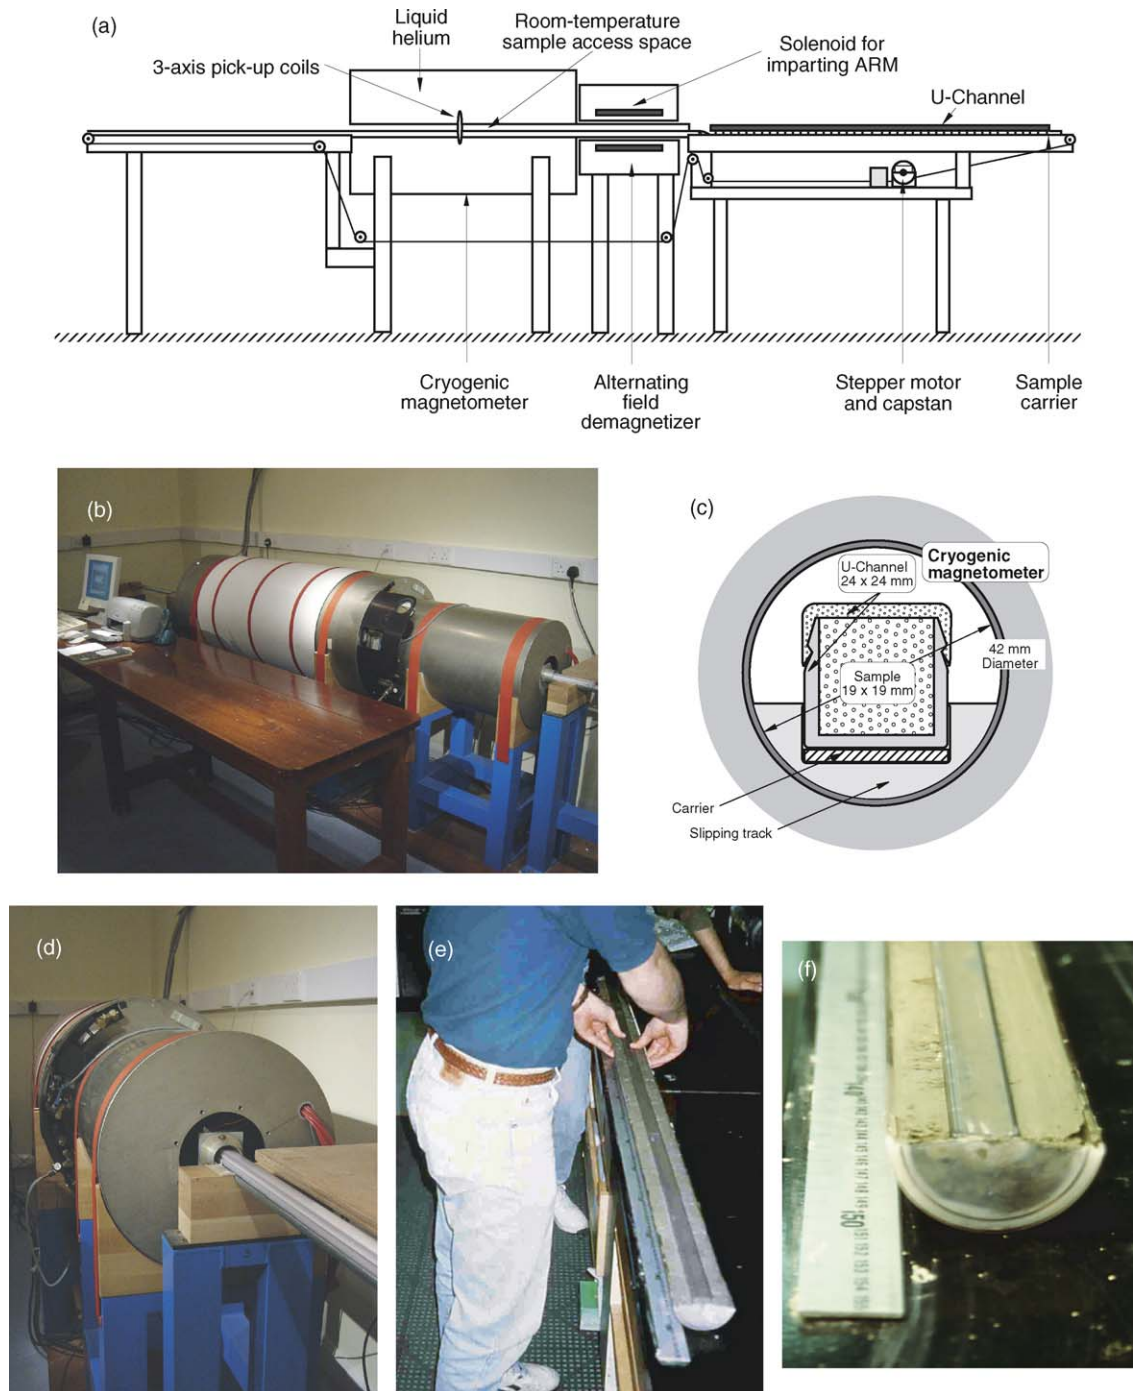 (a)
Liquid
helium
Room-temperature
sample access space
3-axis pick-up coils
Solenoid for
imparting ARM
U-Channel
Cryogenic
magnetometer
Alternating
field
demagnetizer
Stepper motor
and capstan
Sample
carrier
(b)
(c)
Cryogenic
magnetometer
U-Channel
24 x 24 mm
42 mm
Diameter
Sample
19 x 19 mm
Carrier
Slipping track
(d)
(e)
(f)
150